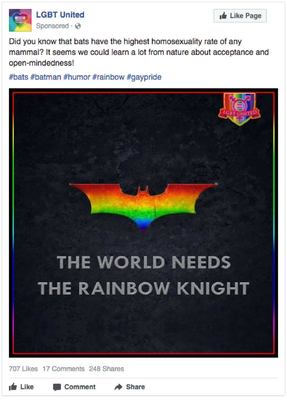 LGBT United
Like Page
Sponsored ·
Did you know that bats have the highest homosexuality rate of any
mammal? It seems we could learn a lot from nature about acceptance and
open-mindedness!
#bats #batman #humor #rainbow #gaypride
LGBT UNITED
THE WORLD NEEDS
THE RAINBOW KNIGHT
707 Likes 17 Comments 248 Shares
Like Comment Share